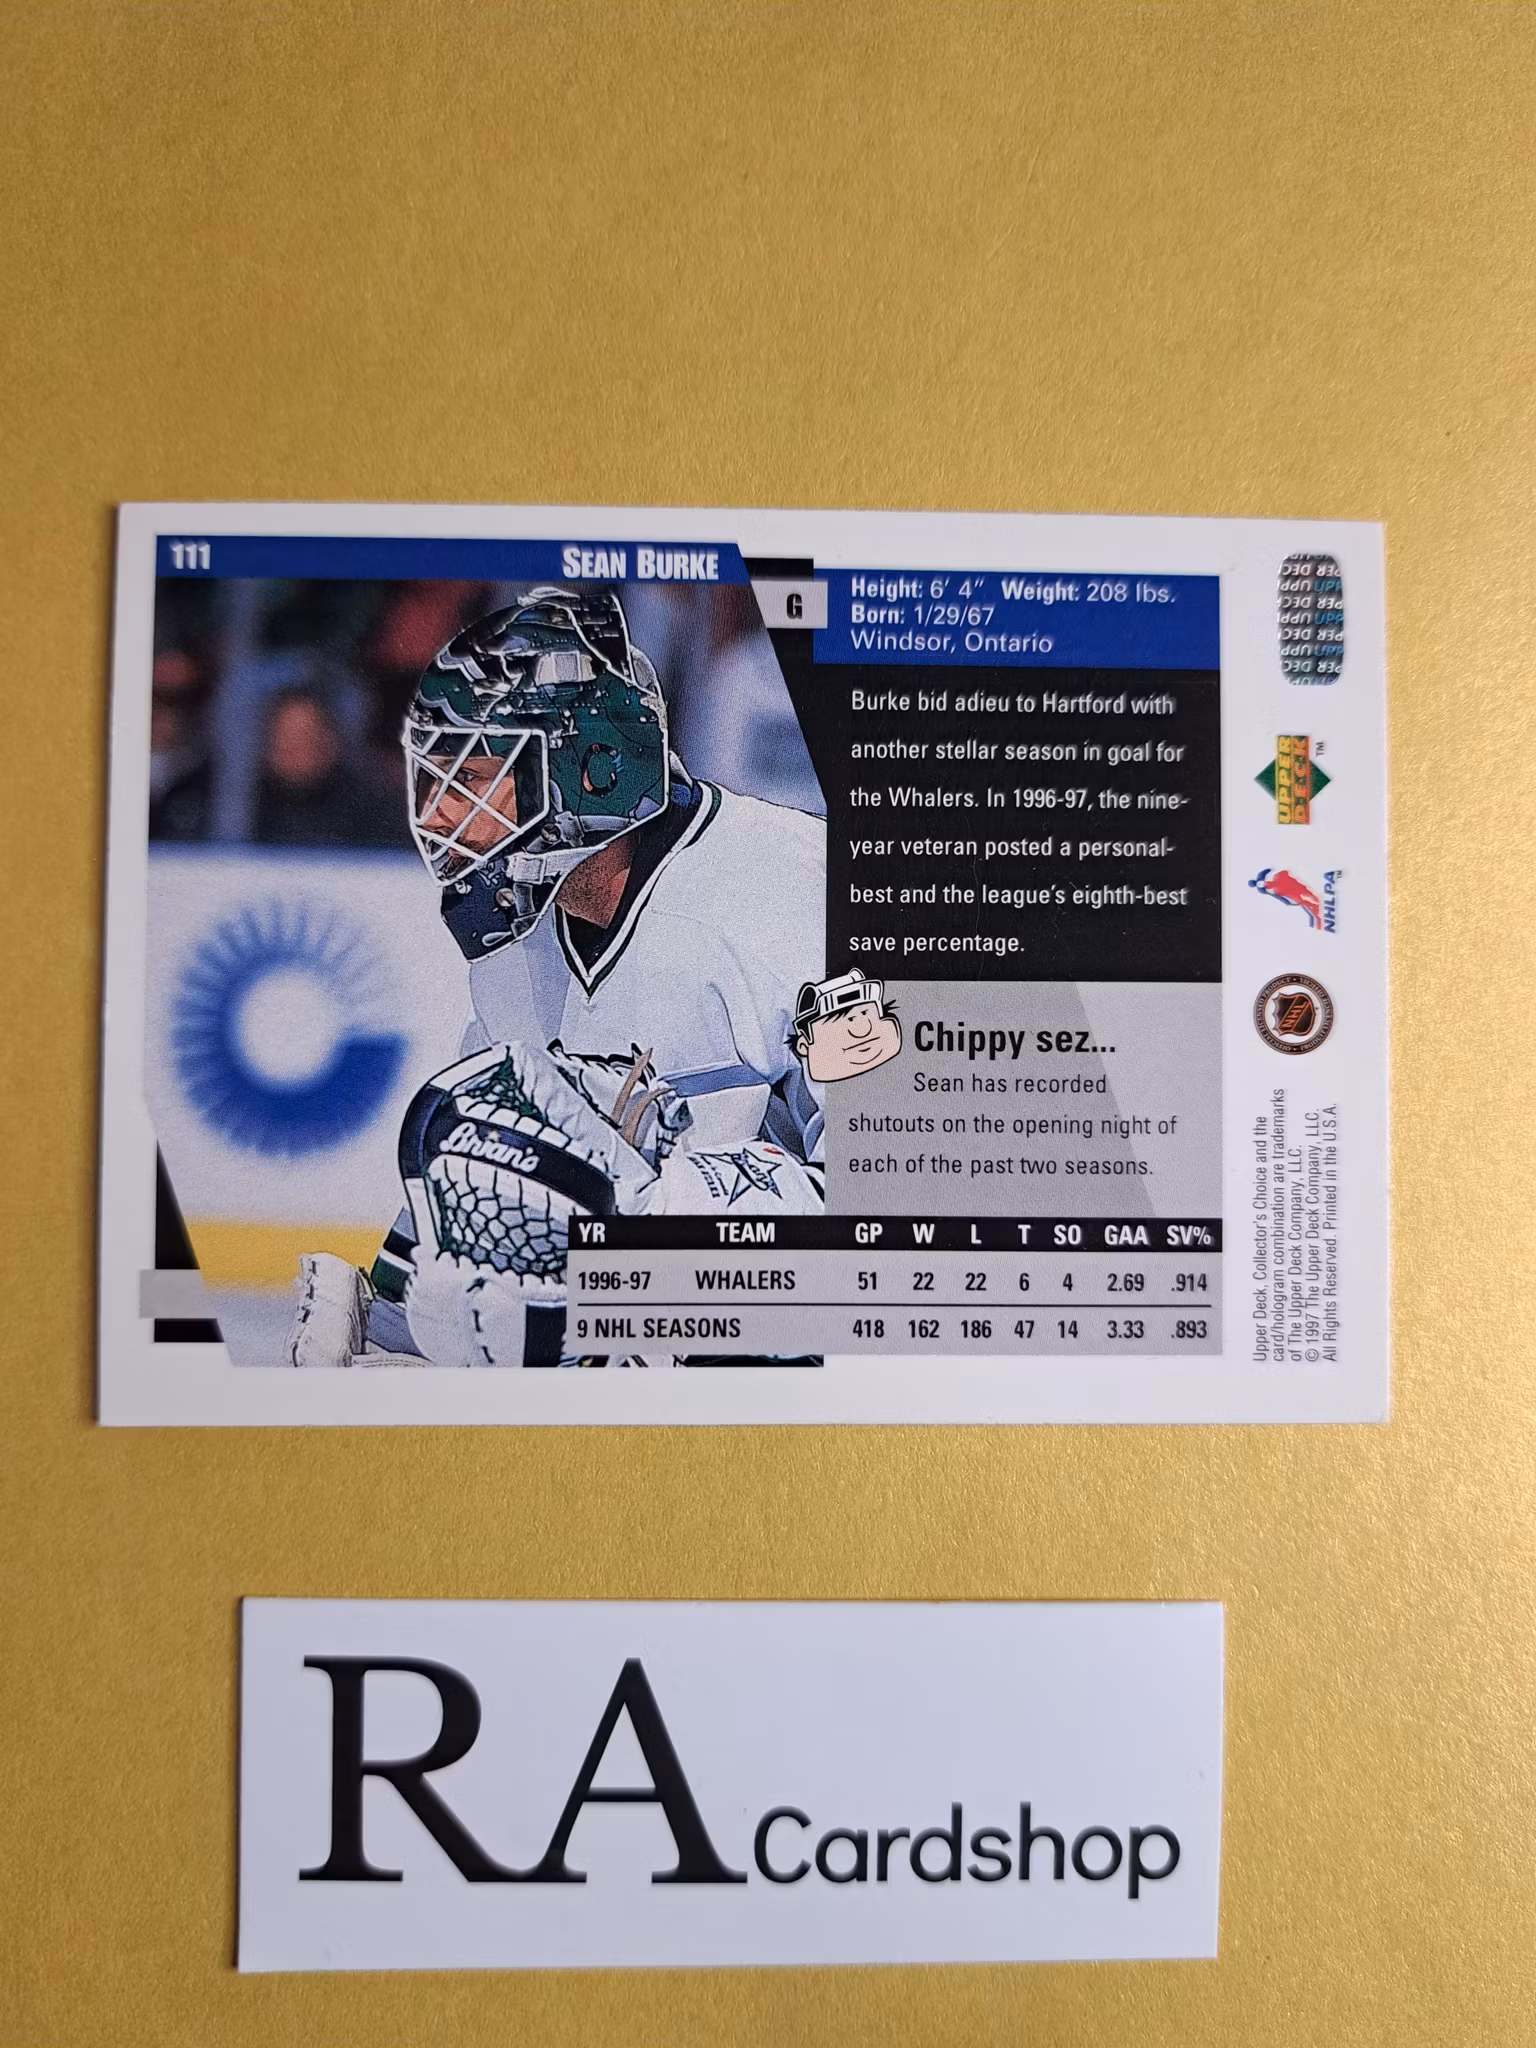 111
SEAN BURKE
G
Height: 6' 4" Weight: 208 lbs.
Born: 1/29/67
Windsor, Ontario
Burke bid adieu to Hartford with
another stellar season in goal for
the Whalers. In 1996-97, the nine-
year veteran posted a personal-
best and the league's eighth-best
save percentage.
Chippy sez...
Sean has recorded
shutouts on the opening night of
each of the past two seasons.
YR TEAM GP W L T SO GAA SV%
1996-97 WHALERS 51 22 22 6 4 2.69 .914
9 NHL SEASONS 418 162 186 47 14 3.33 .893
Brian's
UPPER
DECK
TM
NHLPA
TM
NHL
Upper Deck, Collector's Choice and the
card/hologram combination are trademarks
of The Upper Deck Company, LLC.
© 1997 The Upper Deck Company, LLC.
All Rights Reserved. Printed in the U.S.A.
RA Cardshop